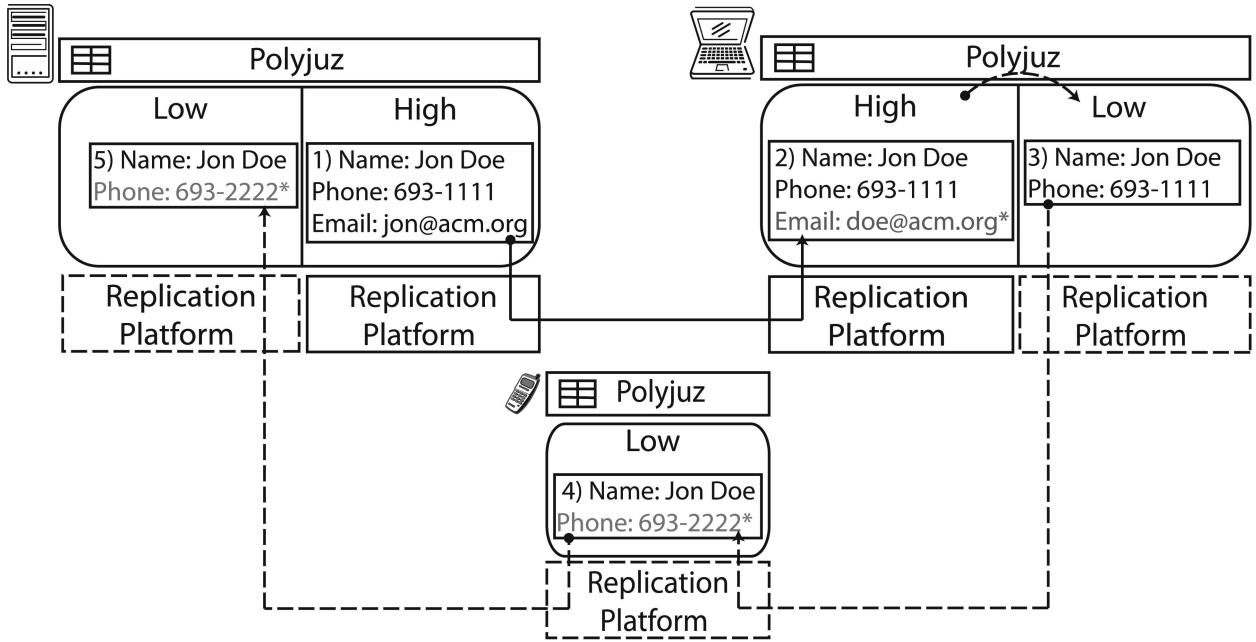 Polyjuz
Low
High
5) Name: Jon Doe
Phone: 693-2222*
1) Name: Jon Doe
Phone: 693-1111
Email: jon@acm.org
Replication
Platform
Replication
Platform
Polyjuz
High
Low
2) Name: Jon Doe
Phone: 693-1111
Email: doe@acm.org*
3) Name: Jon Doe
Phone: 693-1111
Replication
Platform
Replication
Platform
Polyjuz
Low
4) Name: Jon Doe
Phone: 693-2222*
Replication
Platform